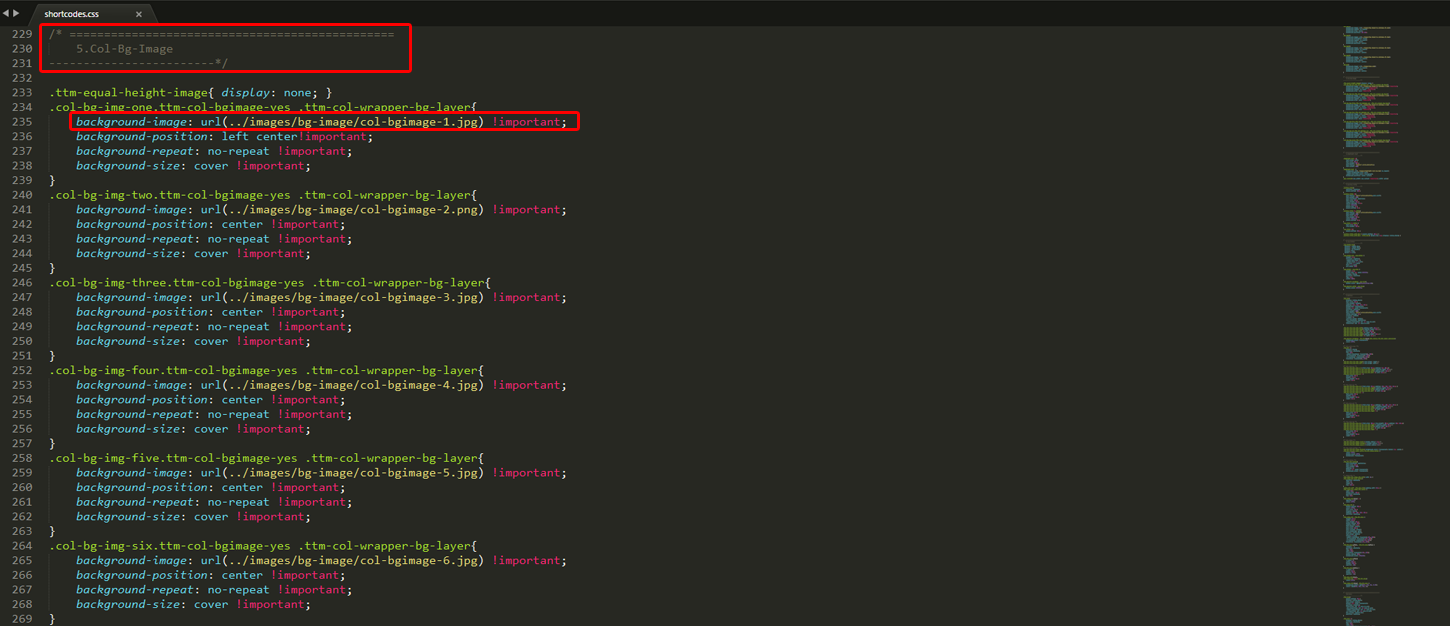 shortcodes.css ×
229 /* ===============================================
230     5.Col-Bg-Image
231 ------------------------*/
232
233 .ttm-equal-height-image{ display: none; }
234 .col-bg-img-one.ttm-col-bgimage-yes .ttm-col-wrapper-bg-layer{
235     background-image: url(../images/bg-image/col-bgimage-1.jpg) !important;
236     background-position: left center!important;
237     background-repeat: no-repeat !important;
238     background-size: cover !important;
239 }
240 .col-bg-img-two.ttm-col-bgimage-yes .ttm-col-wrapper-bg-layer{
241     background-image: url(../images/bg-image/col-bgimage-2.png) !important;
242     background-position: center !important;
243     background-repeat: no-repeat !important;
244     background-size: cover !important;
245 }
246 .col-bg-img-three.ttm-col-bgimage-yes .ttm-col-wrapper-bg-layer{
247     background-image: url(../images/bg-image/col-bgimage-3.jpg) !important;
248     background-position: center !important;
249     background-repeat: no-repeat !important;
250     background-size: cover !important;
251 }
252 .col-bg-img-four.ttm-col-bgimage-yes .ttm-col-wrapper-bg-layer{
253     background-image: url(../images/bg-image/col-bgimage-4.jpg) !important;
254     background-position: center !important;
255     background-repeat: no-repeat !important;
256     background-size: cover !important;
257 }
258 .col-bg-img-five.ttm-col-bgimage-yes .ttm-col-wrapper-bg-layer{
259     background-image: url(../images/bg-image/col-bgimage-5.jpg) !important;
260     background-position: center !important;
261     background-repeat: no-repeat !important;
262     background-size: cover !important;
263 }
264 .col-bg-img-six.ttm-col-bgimage-yes .ttm-col-wrapper-bg-layer{
265     background-image: url(../images/bg-image/col-bgimage-6.jpg) !important;
266     background-position: center !important;
267     background-repeat: no-repeat !important;
268     background-size: cover !important;
269 }